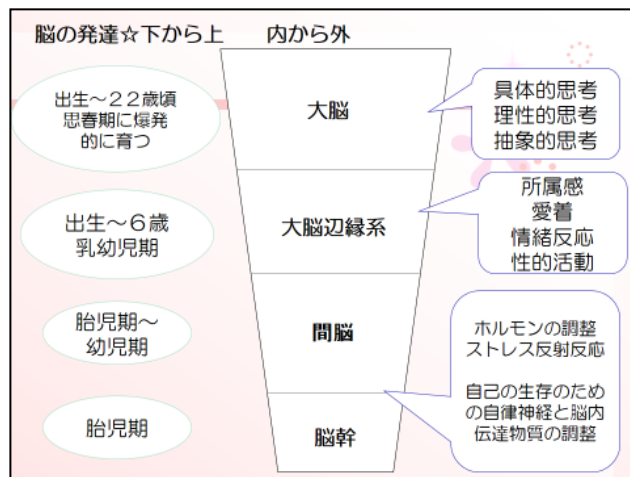 脳の発達☆下から上　内から外
出生～２２歳頃
思春期に爆発
的に育つ
大脳
具体的思考
理性的思考
抽象的思考
出生～６歳
乳幼児期
大脳辺縁系
所属感
愛着
情緒反応
性的活動
胎児期～
幼児期
間脳
ホルモンの調整
ストレス反射反応
自己の生存のため
の自律神経と脳内
伝達物質の調整
胎児期
脳幹